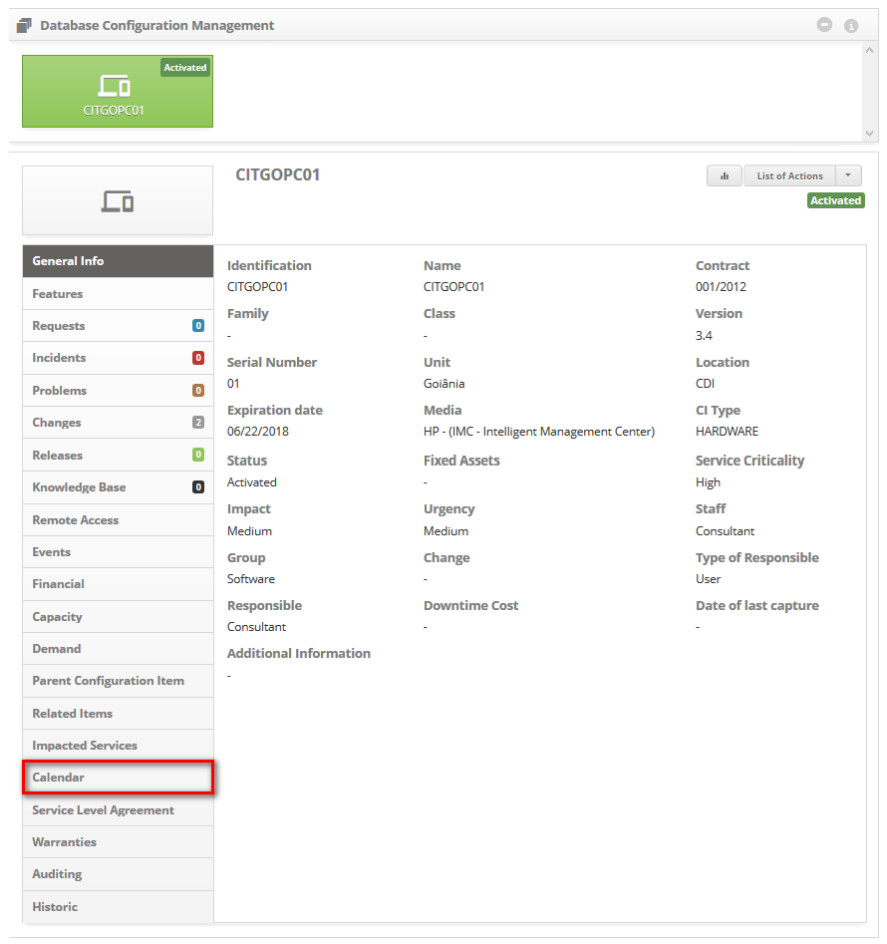 Database Configuration Management
Activated
CITGOPC01
CITGOPC01
List of Actions
Activated
General Info
Features
Requests 0
Incidents 0
Problems 0
Changes 2
Releases 0
Knowledge Base 0
Remote Access
Events
Financial
Capacity
Demand
Parent Configuration Item
Related Items
Impacted Services
Calendar
Service Level Agreement
Warranties
Auditing
Historic
Identification Name Contract
CITGOPC01 CITGOPC01 001/2012
Family Class Version
- - 3.4
Serial Number Unit Location
01 Goiânia CDI
Expiration date Media CI Type
06/22/2018 HP - (IMC - Intelligent Management Center) HARDWARE
Status Fixed Assets Service Criticality
Activated - High
Impact Urgency Staff
Medium Medium Consultant
Group Change Type of Responsible
Software - User
Responsible Downtime Cost Date of last capture
Consultant - -
Additional Information
-